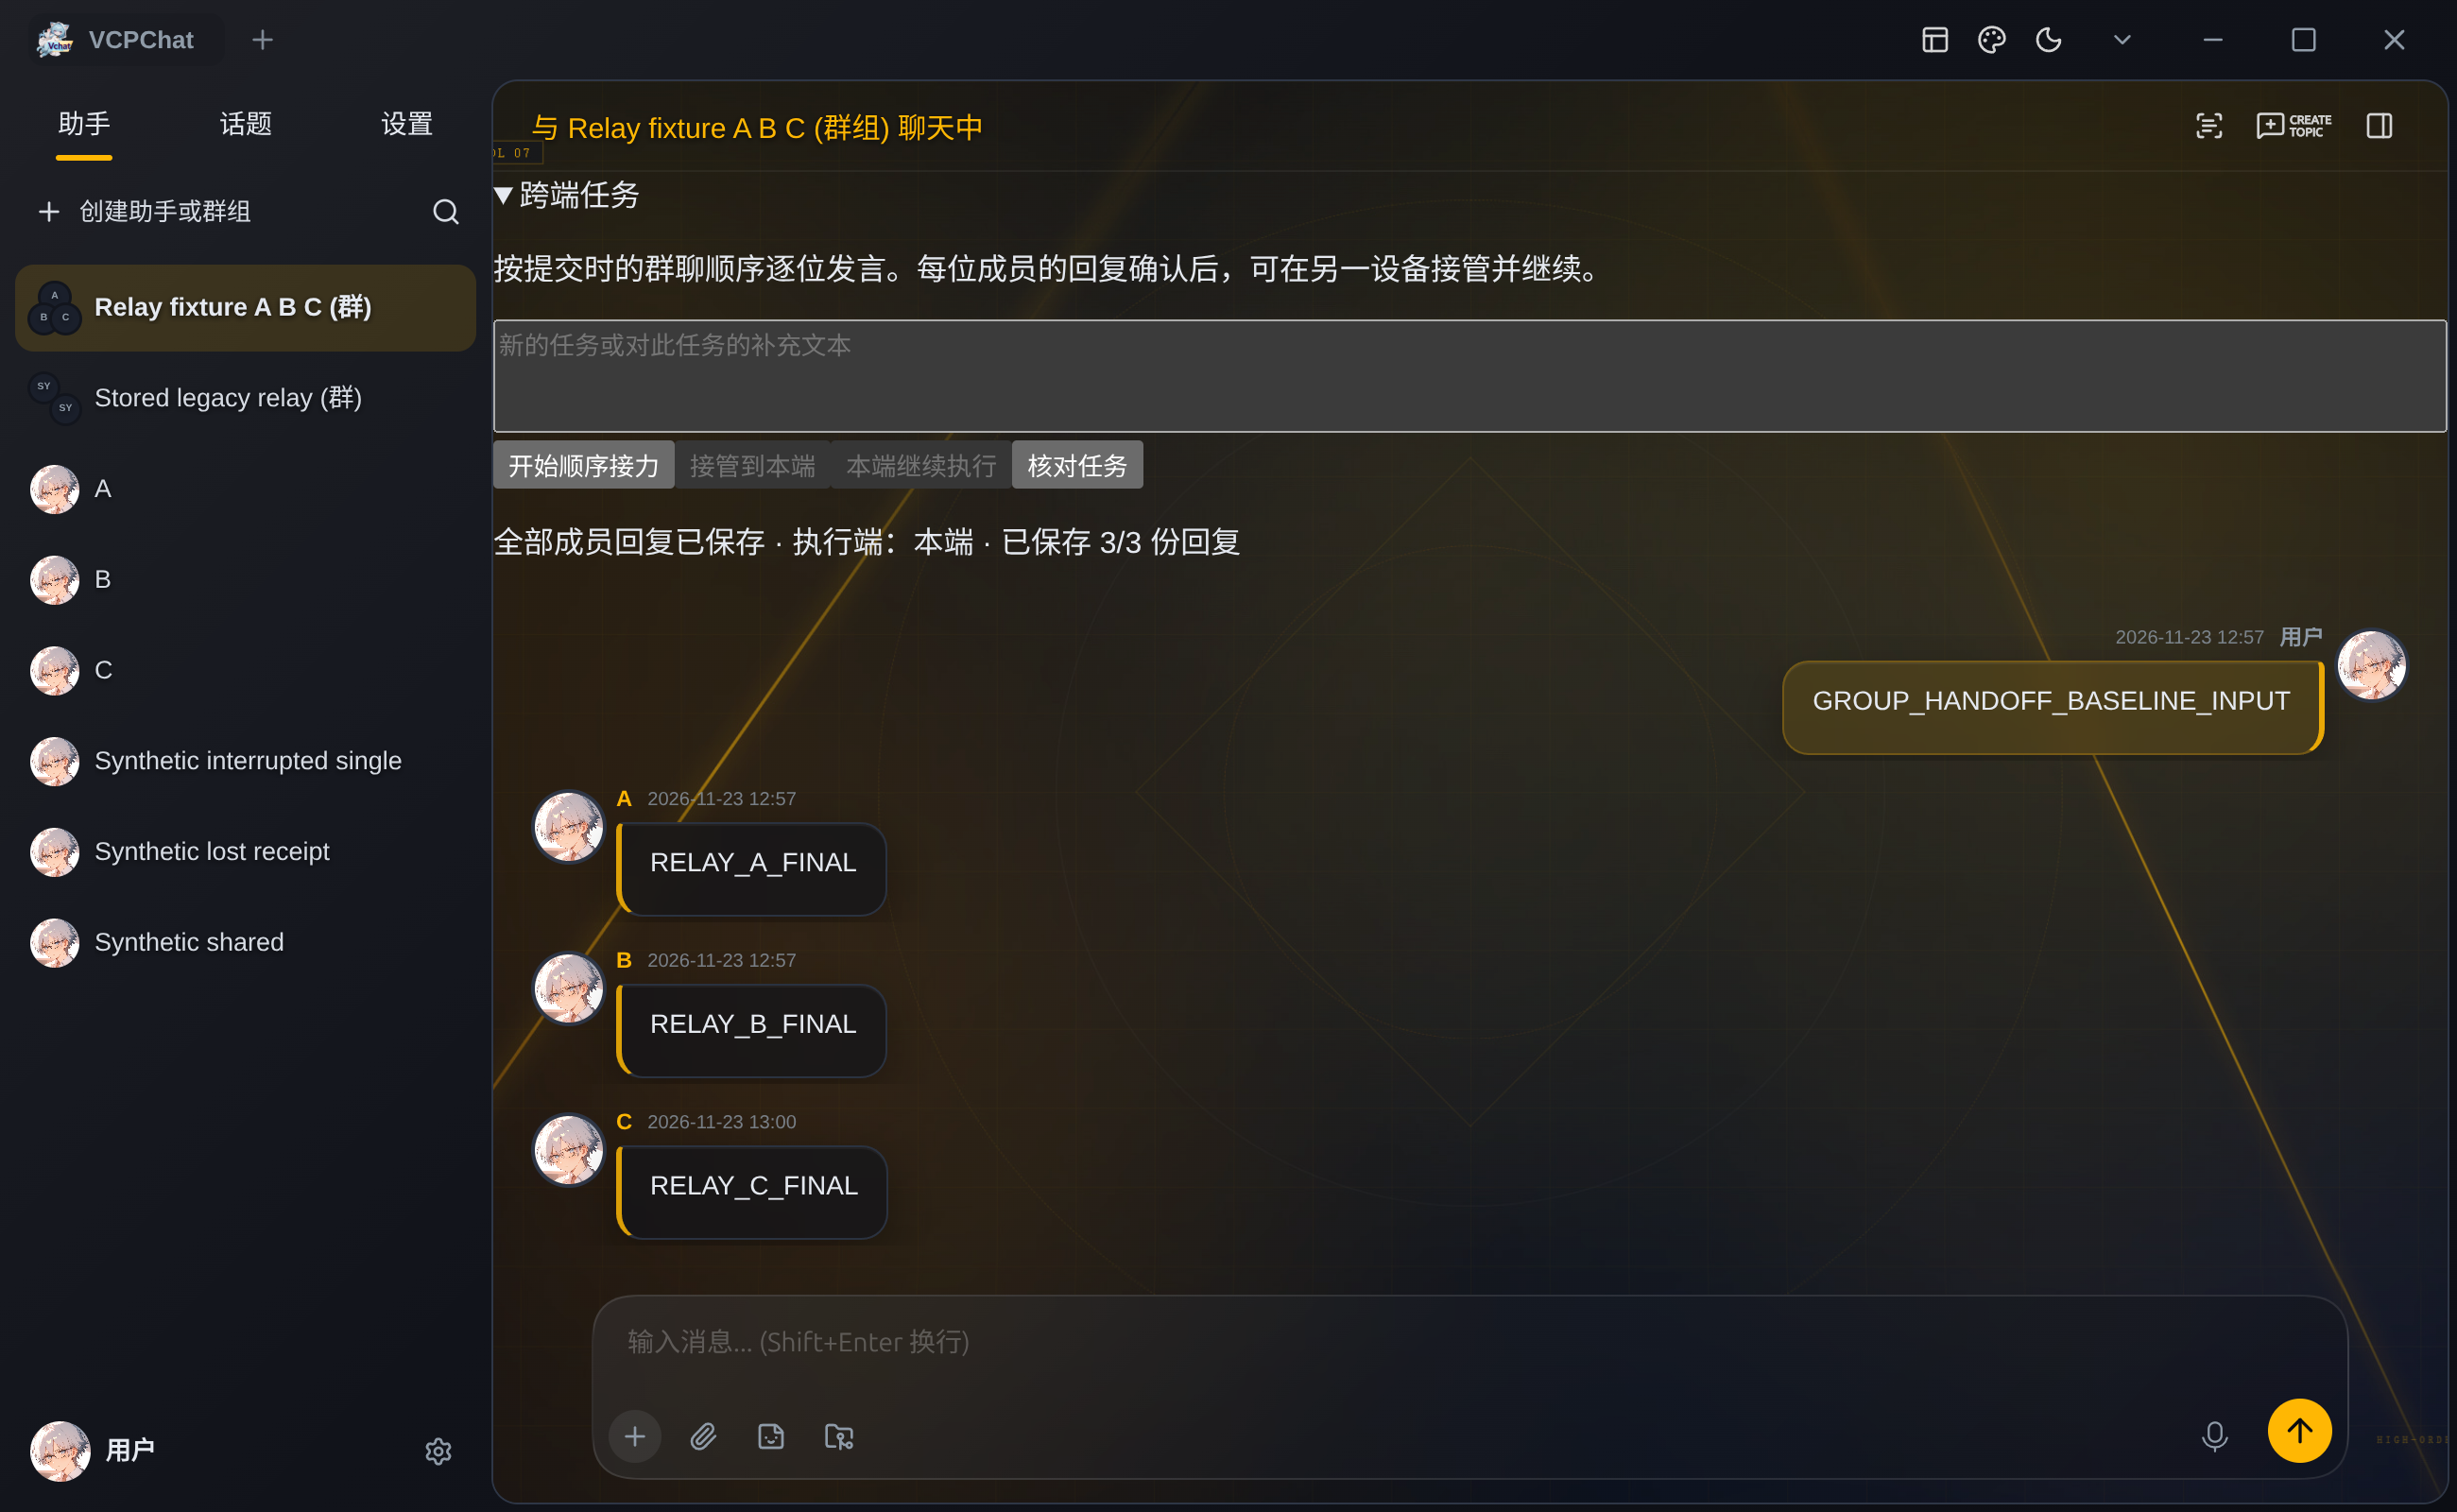 VCPChat
助手 话题 设置
创建助手或群组
A
B C
Relay fixture A B C (群)
SY
SY
Stored legacy relay (群)
A
B
C
Synthetic interrupted single
Synthetic lost receipt
Synthetic shared
用户
与 Relay fixture A B C (群组) 聊天中
CREATE
TOPIC
OL 07
▼ 跨端任务
按提交时的群聊顺序逐位发言。每位成员的回复确认后，可在另一设备接管并继续。
新的任务或对此任务的补充文本
开始顺序接力 接管到本端 本端继续执行 核对任务
全部成员回复已保存 · 执行端：本端 · 已保存 3/3 份回复
2026-11-23 12:57 用户
GROUP_HANDOFF_BASELINE_INPUT
A 2026-11-23 12:57
RELAY_A_FINAL
B 2026-11-23 12:57
RELAY_B_FINAL
C 2026-11-23 13:00
RELAY_C_FINAL
输入消息... (Shift+Enter 换行)